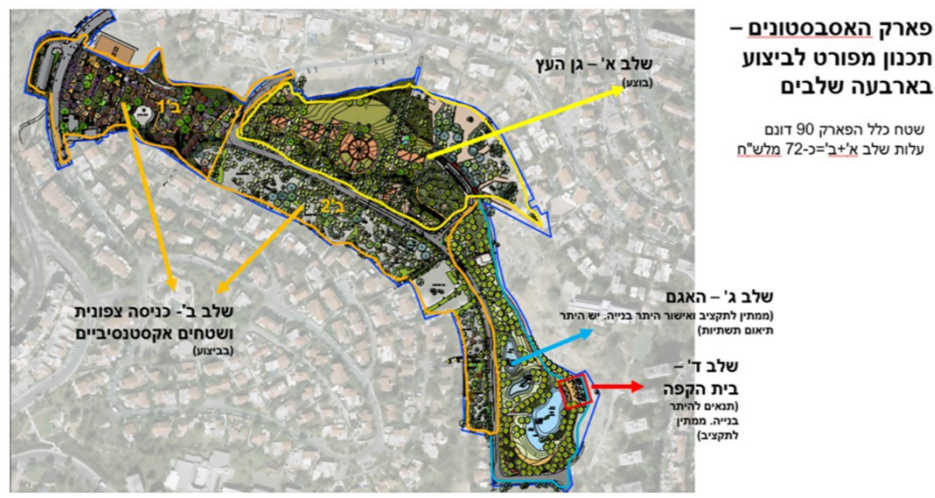 פארק האסבסטונים –
תכנון מפורט לביצוע
בארבעה שלבים
שטח כלל הפארק 90 דונם
עלות שלב א'+ב'=כ-72 מלש"ח
שלב א' – גן העץ
(בוצע)
ב'1
ב'2
שלב ב'- כניסה צפונית
ושטחים אקסטנסיביים
(בביצוע)
שלב ג' – האגם
(ממתין לתקציב ואישור היתר בנייה. יש היתר
תיאום תשתיות)
שלב ד' –
בית הקפה
(תנאים להיתר
בנייה. ממתין
לתקציב)